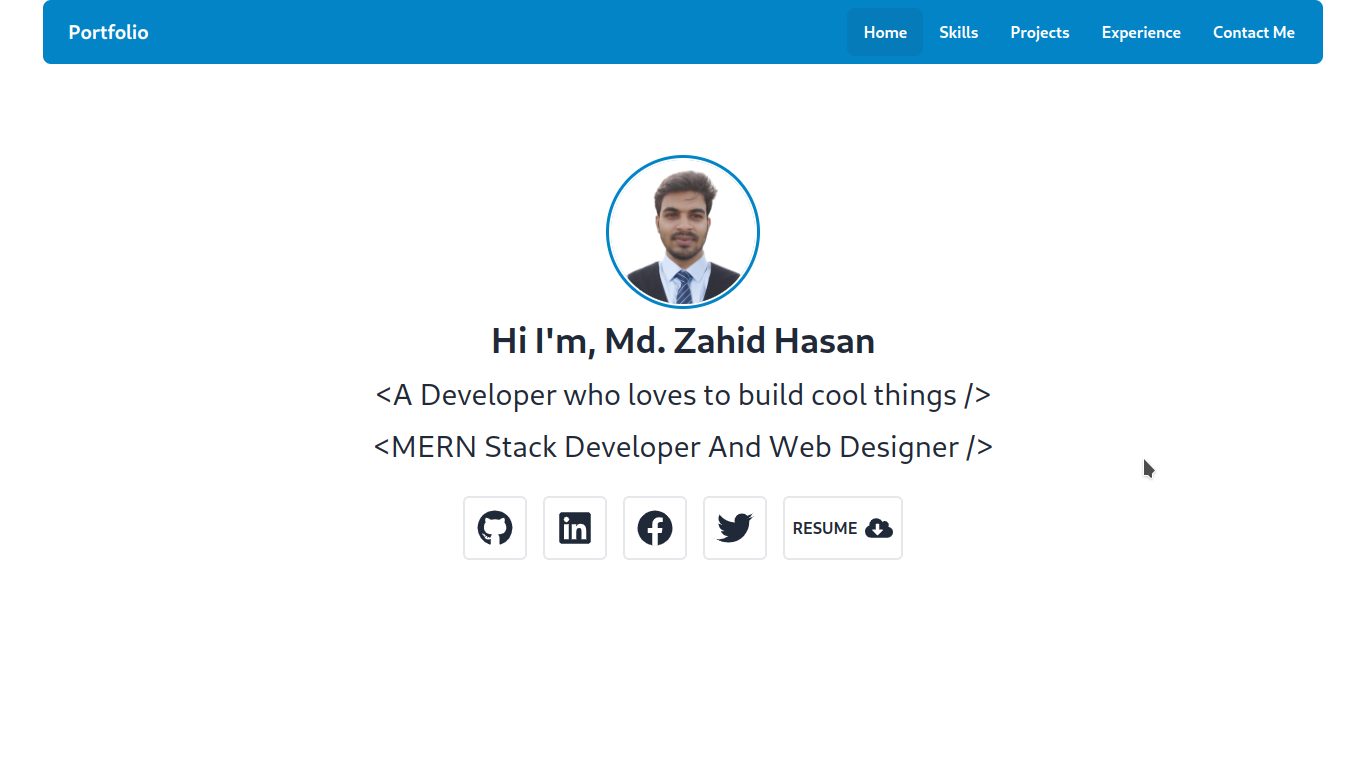 Portfolio
Home Skills Projects Experience Contact Me
Hi I'm, Md. Zahid Hasan
<A Developer who loves to build cool things />
<MERN Stack Developer And Web Designer />
RESUME